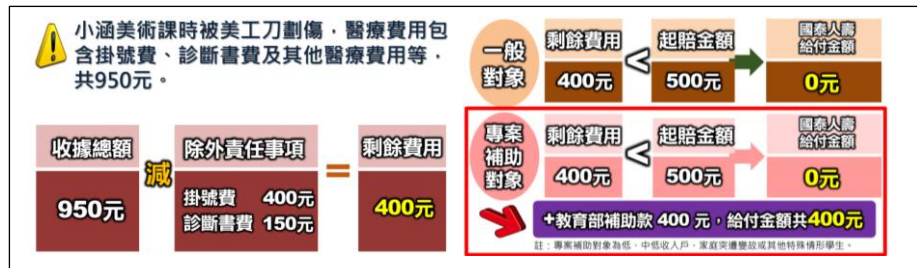 小涵美術課時被美工刀劃傷，醫療費用包
含掛號費、診斷書費及其他醫療費用等，
共950元。
收據總額
950元
減
除外責任事項
掛號費 400元
診斷書費 150元
=
剩餘費用
400元
一般
對象
剩餘費用
400元
<
起賠金額
500元
國泰人壽
給付金額
0元
專案
補助
對象
剩餘費用
400元
<
起賠金額
500元
國泰人壽
給付金額
0元
+教育部補助款 400 元，給付金額共400元
註：專案補助對象為低、中低收入戶、家庭突遭變故或其他特殊情形學生。